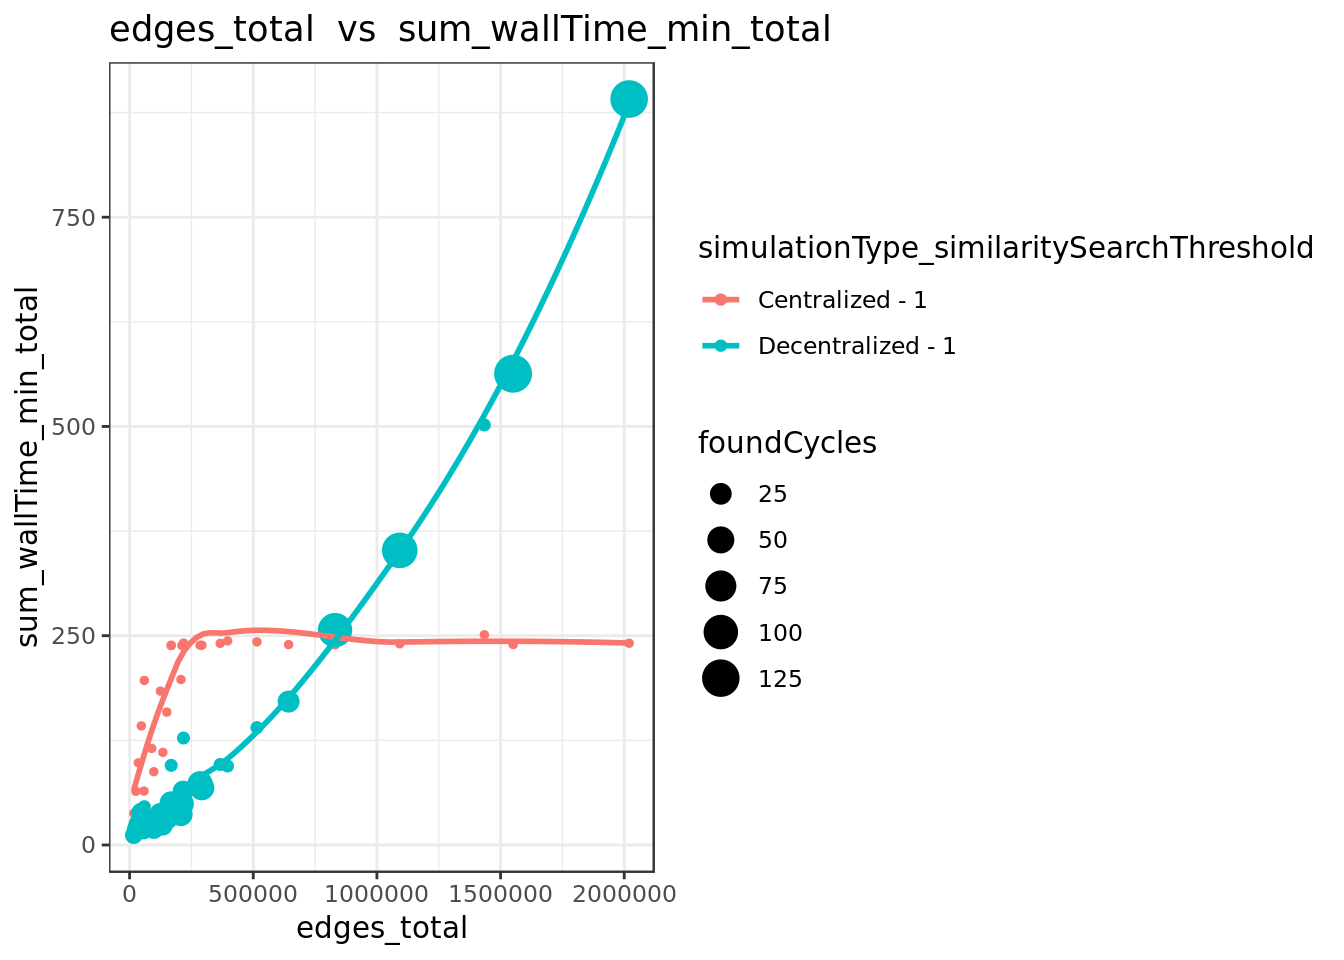 edges_total  vs  sum_wallTime_min_total
sum_wallTime_min_total
750
500
250
0
0
500000
1000000
1500000
2000000
edges_total
simulationType_similaritySearchThreshold
Centralized - 1
Decentralized - 1
foundCycles
25
50
75
100
125